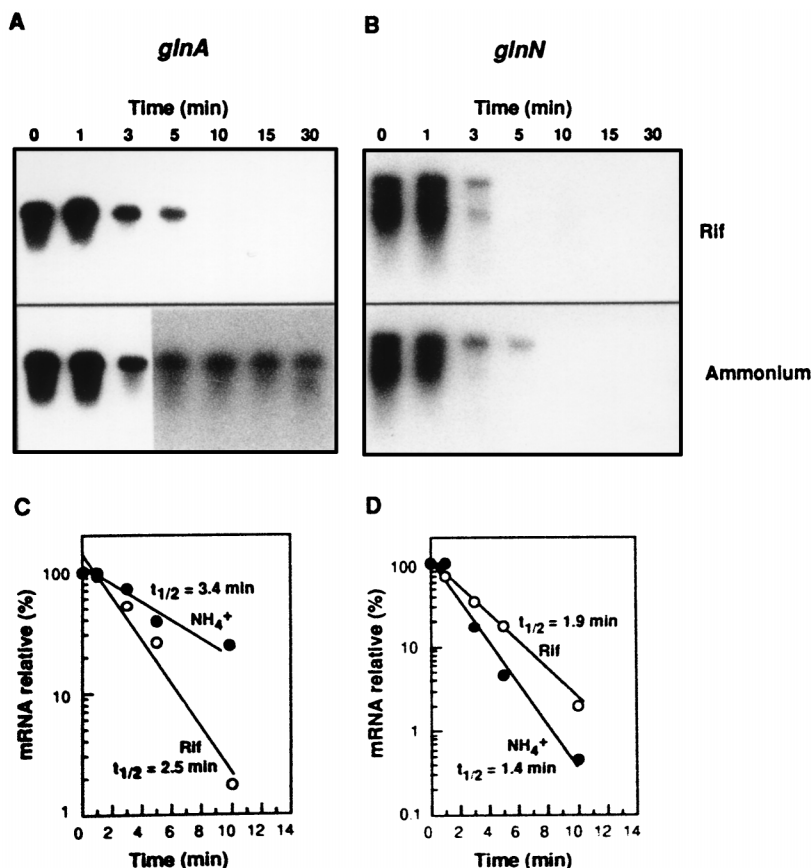 A
B
glnA
glnN
Time (min)
Time (min)
0 1 3 5 10 15 30
0 1 3 5 10 15 30
Rif
Ammonium
C
D
mRNA relative (%)
100
10
1
t1/2 = 3.4 min
NH4+
Rif
t1/2 = 2.5 min
0 2 4 6 8 10 12 14
Time (min)
mRNA relative (%)
100
10
1
0.1
t1/2 = 1.9 min
Rif
NH4+
t1/2 = 1.4 min
0 2 4 6 8 10 12 14
Time (min)